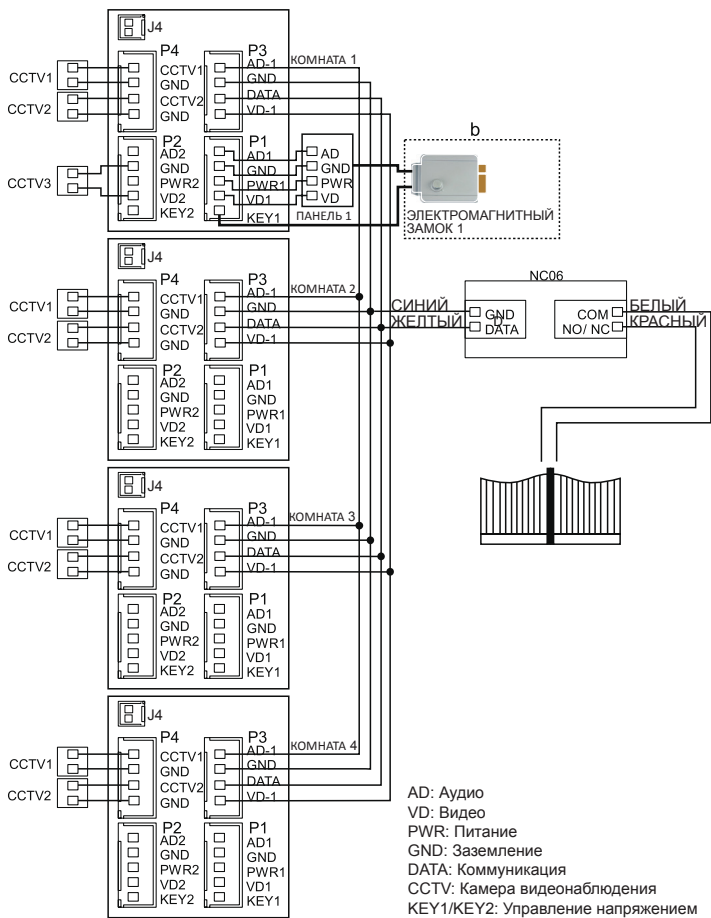 J4
P4
P3
CCTV1
CCTV2
CCTV1
GND
CCTV2
GND
AD-1
GND
DATA
VD-1
КОМНАТА 1
P2
P1
CCTV3
AD2
GND
PWR2
VD2
KEY2
AD1
GND
PWR1
VD1
KEY1
AD
GND
PWR
VD
ПАНЕЛЬ 1
b
ЭЛЕКТРОМАГНИТНЫЙ
ЗАМОК 1
J4
P4
P3
CCTV1
CCTV2
CCTV1
GND
CCTV2
GND
AD-1
GND
DATA
VD-1
КОМНАТА 2
P2
P1
AD2
GND
PWR2
VD2
KEY2
AD1
GND
PWR1
VD1
KEY1
NC06
СИНИЙ
ЖЕЛТЫЙ
GND
D
DATA
COM
NO/ NC
БЕЛЫЙ
КРАСНЫЙ
J4
P4
P3
CCTV1
CCTV2
CCTV1
GND
CCTV2
GND
AD-1
GND
DATA
VD-1
КОМНАТА 3
P2
P1
AD2
GND
PWR2
VD2
KEY2
AD1
GND
PWR1
VD1
KEY1
J4
P4
P3
CCTV1
CCTV2
CCTV1
GND
CCTV2
GND
AD-1
GND
DATA
VD-1
КОМНАТА 4
P2
P1
AD2
GND
PWR2
VD2
KEY2
AD1
GND
PWR1
VD1
KEY1
AD: Аудио
VD: Видео
PWR: Питание
GND: Заземление
DATA: Коммуникация
CCTV: Камера видеонаблюдения
KEY1/KEY2: Управление напряжением